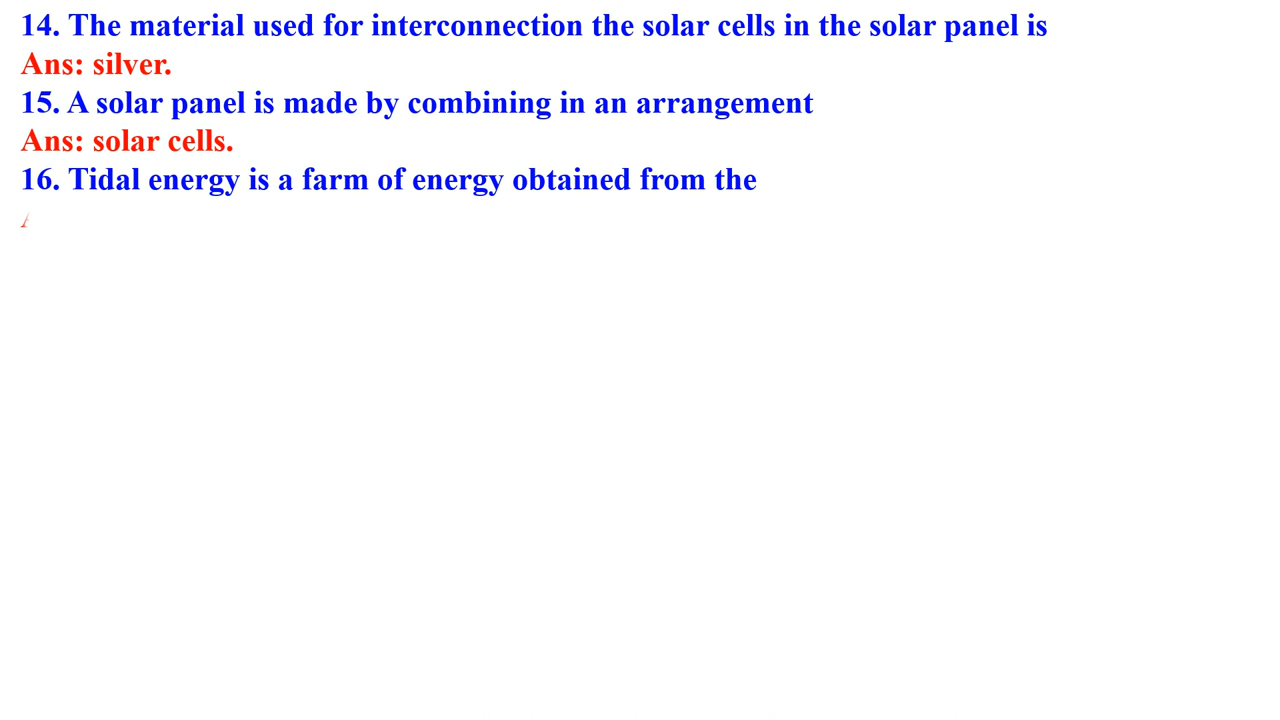 14. The material used for interconnection the solar cells in the solar panel is
Ans: silver.
15. A solar panel is made by combining in an arrangement
Ans: solar cells.
16. Tidal energy is a farm of energy obtained from the